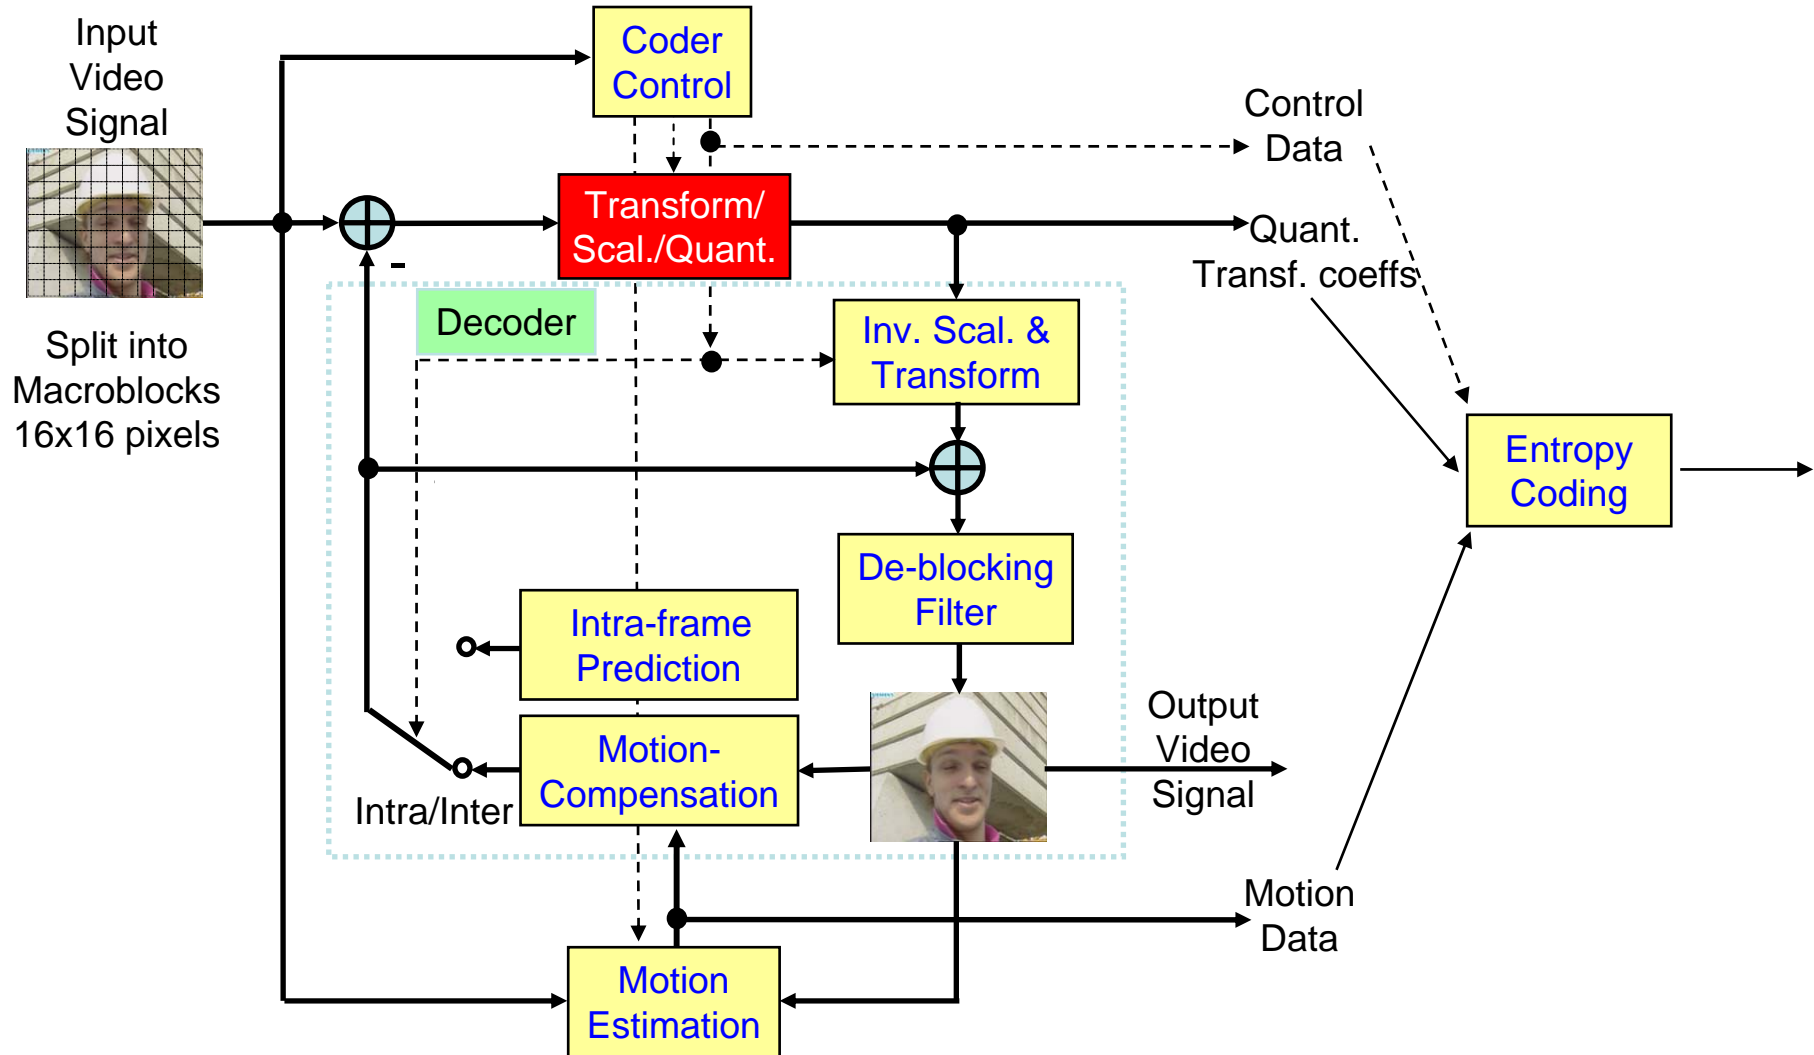 Input
Video
Signal
Split into
Macroblocks
16x16 pixels
Coder
Control
Control
Data
Transform/
Scal./Quant.
Quant.
Transf. coeffs
-
Decoder
Inv. Scal. &
Transform
Entropy
Coding
De-blocking
Filter
Intra-frame
Prediction
Motion-
Compensation
Intra/Inter
Output
Video
Signal
Motion
Data
Motion
Estimation